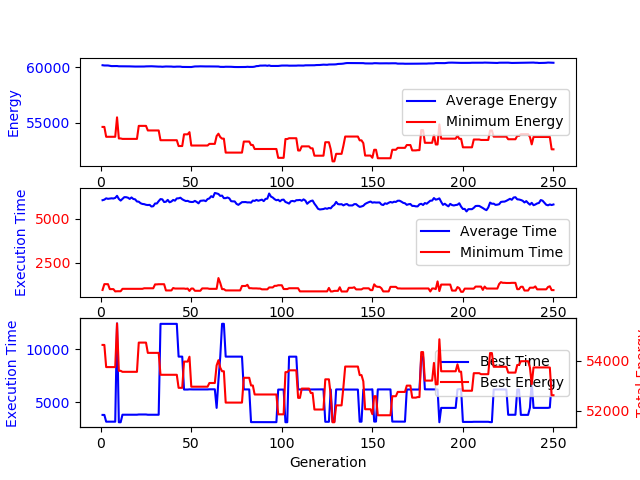 60000
55000
Energy
Average Energy
Minimum Energy
0 50 100 150 200 250
5000
2500
Execution Time
Average Time
Minimum Time
0 50 100 150 200 250
10000
5000
Execution Time
Best Time
Best Energy
54000
52000
Total Energy
0 50 100 150 200 250
Generation